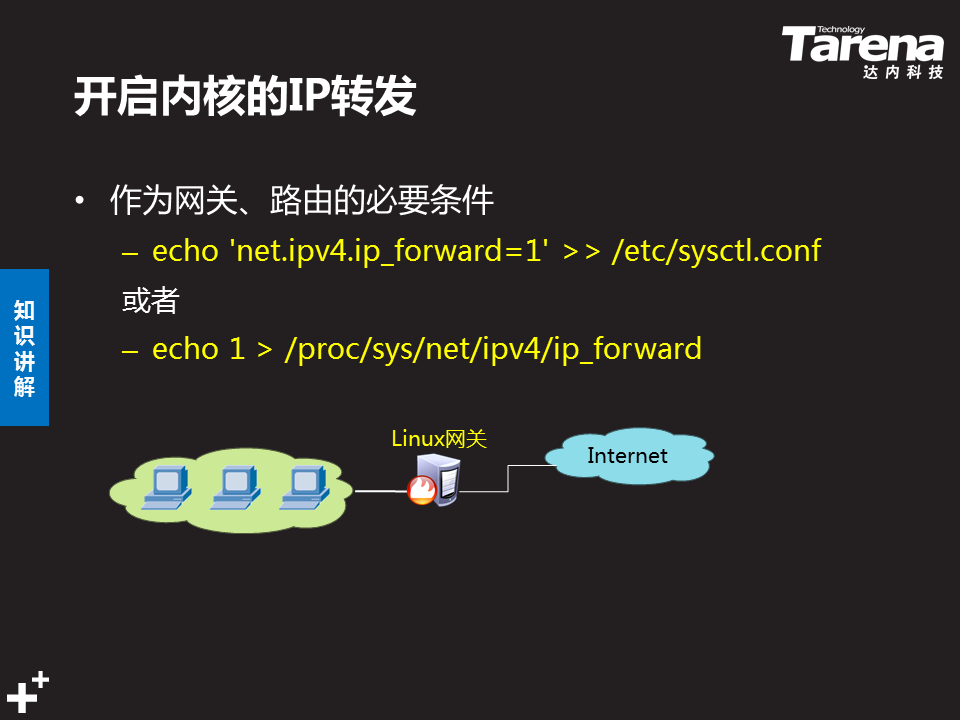 Technology
Tarena
达内科技
开启内核的IP转发
• 作为网关、路由的必要条件
– echo 'net.ipv4.ip_forward=1' >> /etc/sysctl.conf
或者
– echo 1 > /proc/sys/net/ipv4/ip_forward
知识讲解
Linux网关
Internet